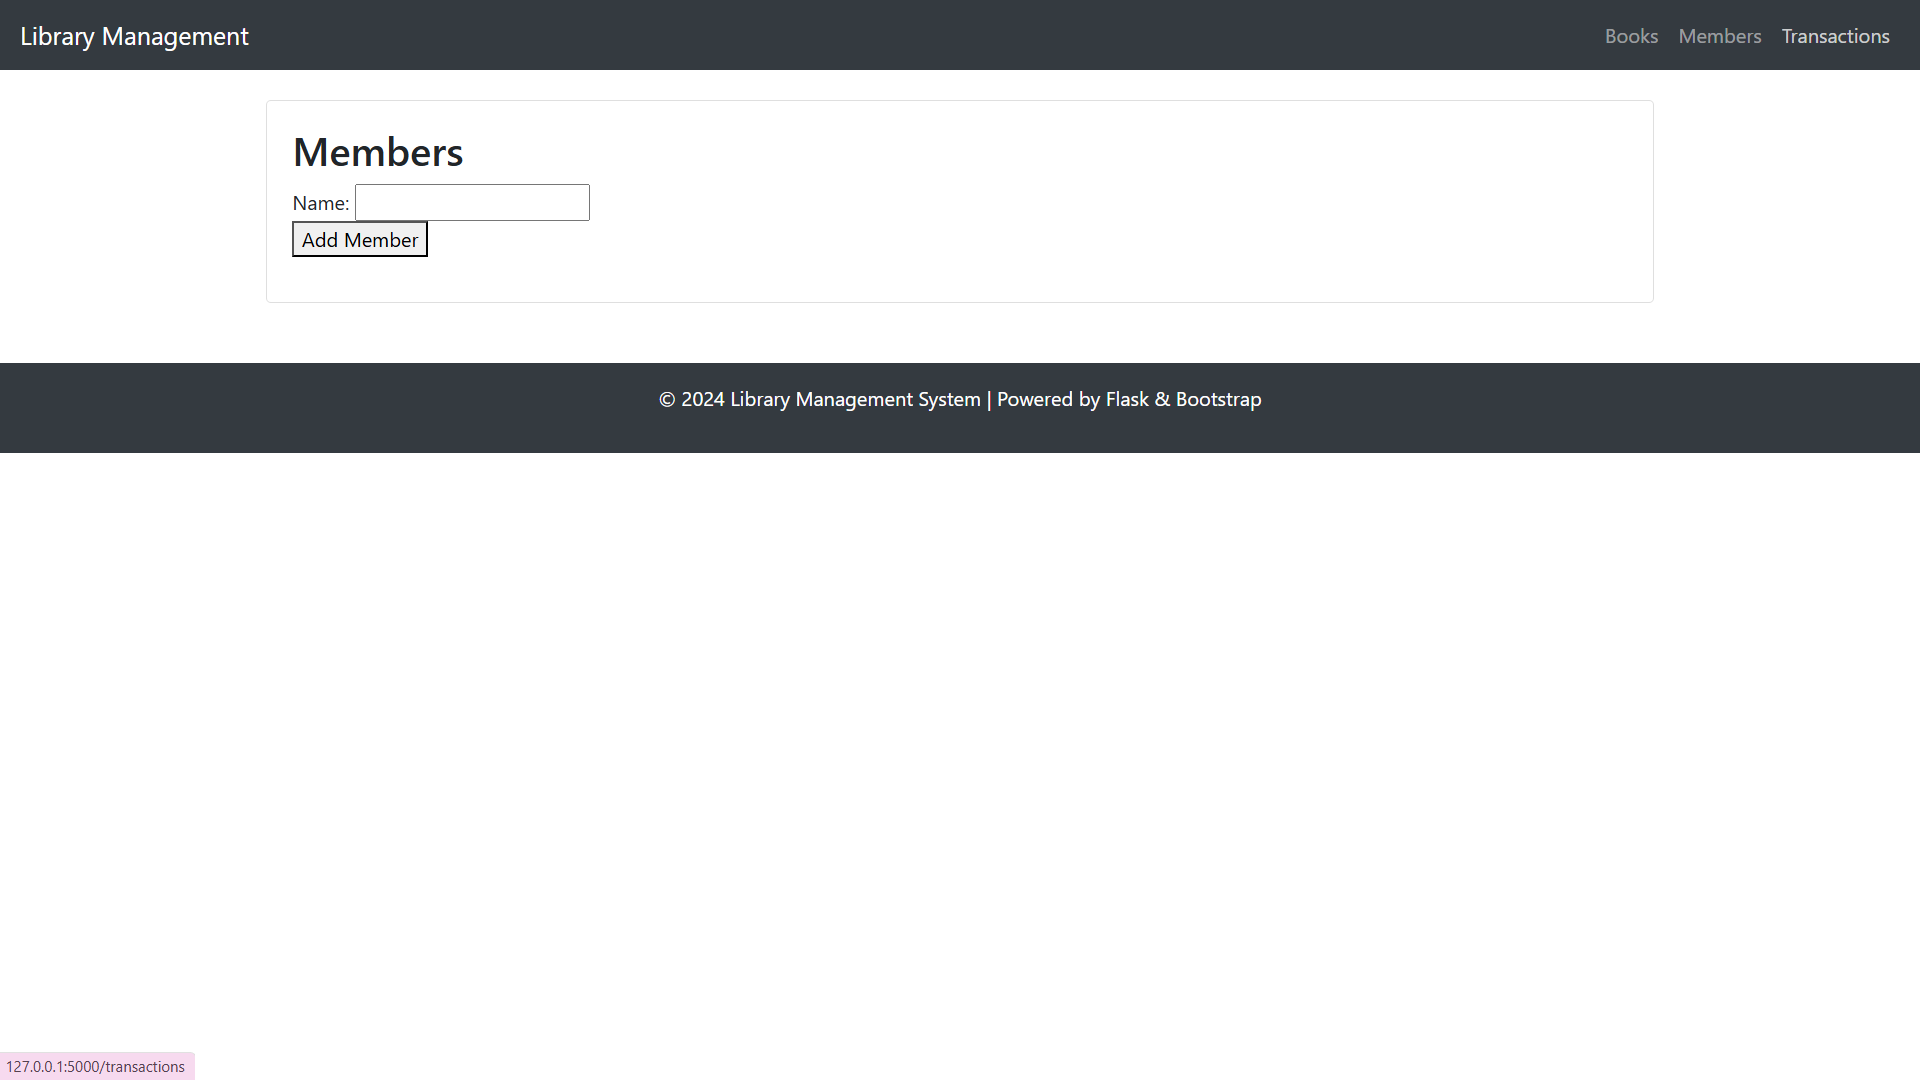 Library Management
Books Members Transactions
Members
Name:
Add Member
© 2024 Library Management System | Powered by Flask & Bootstrap
127.0.0.1:5000/transactions